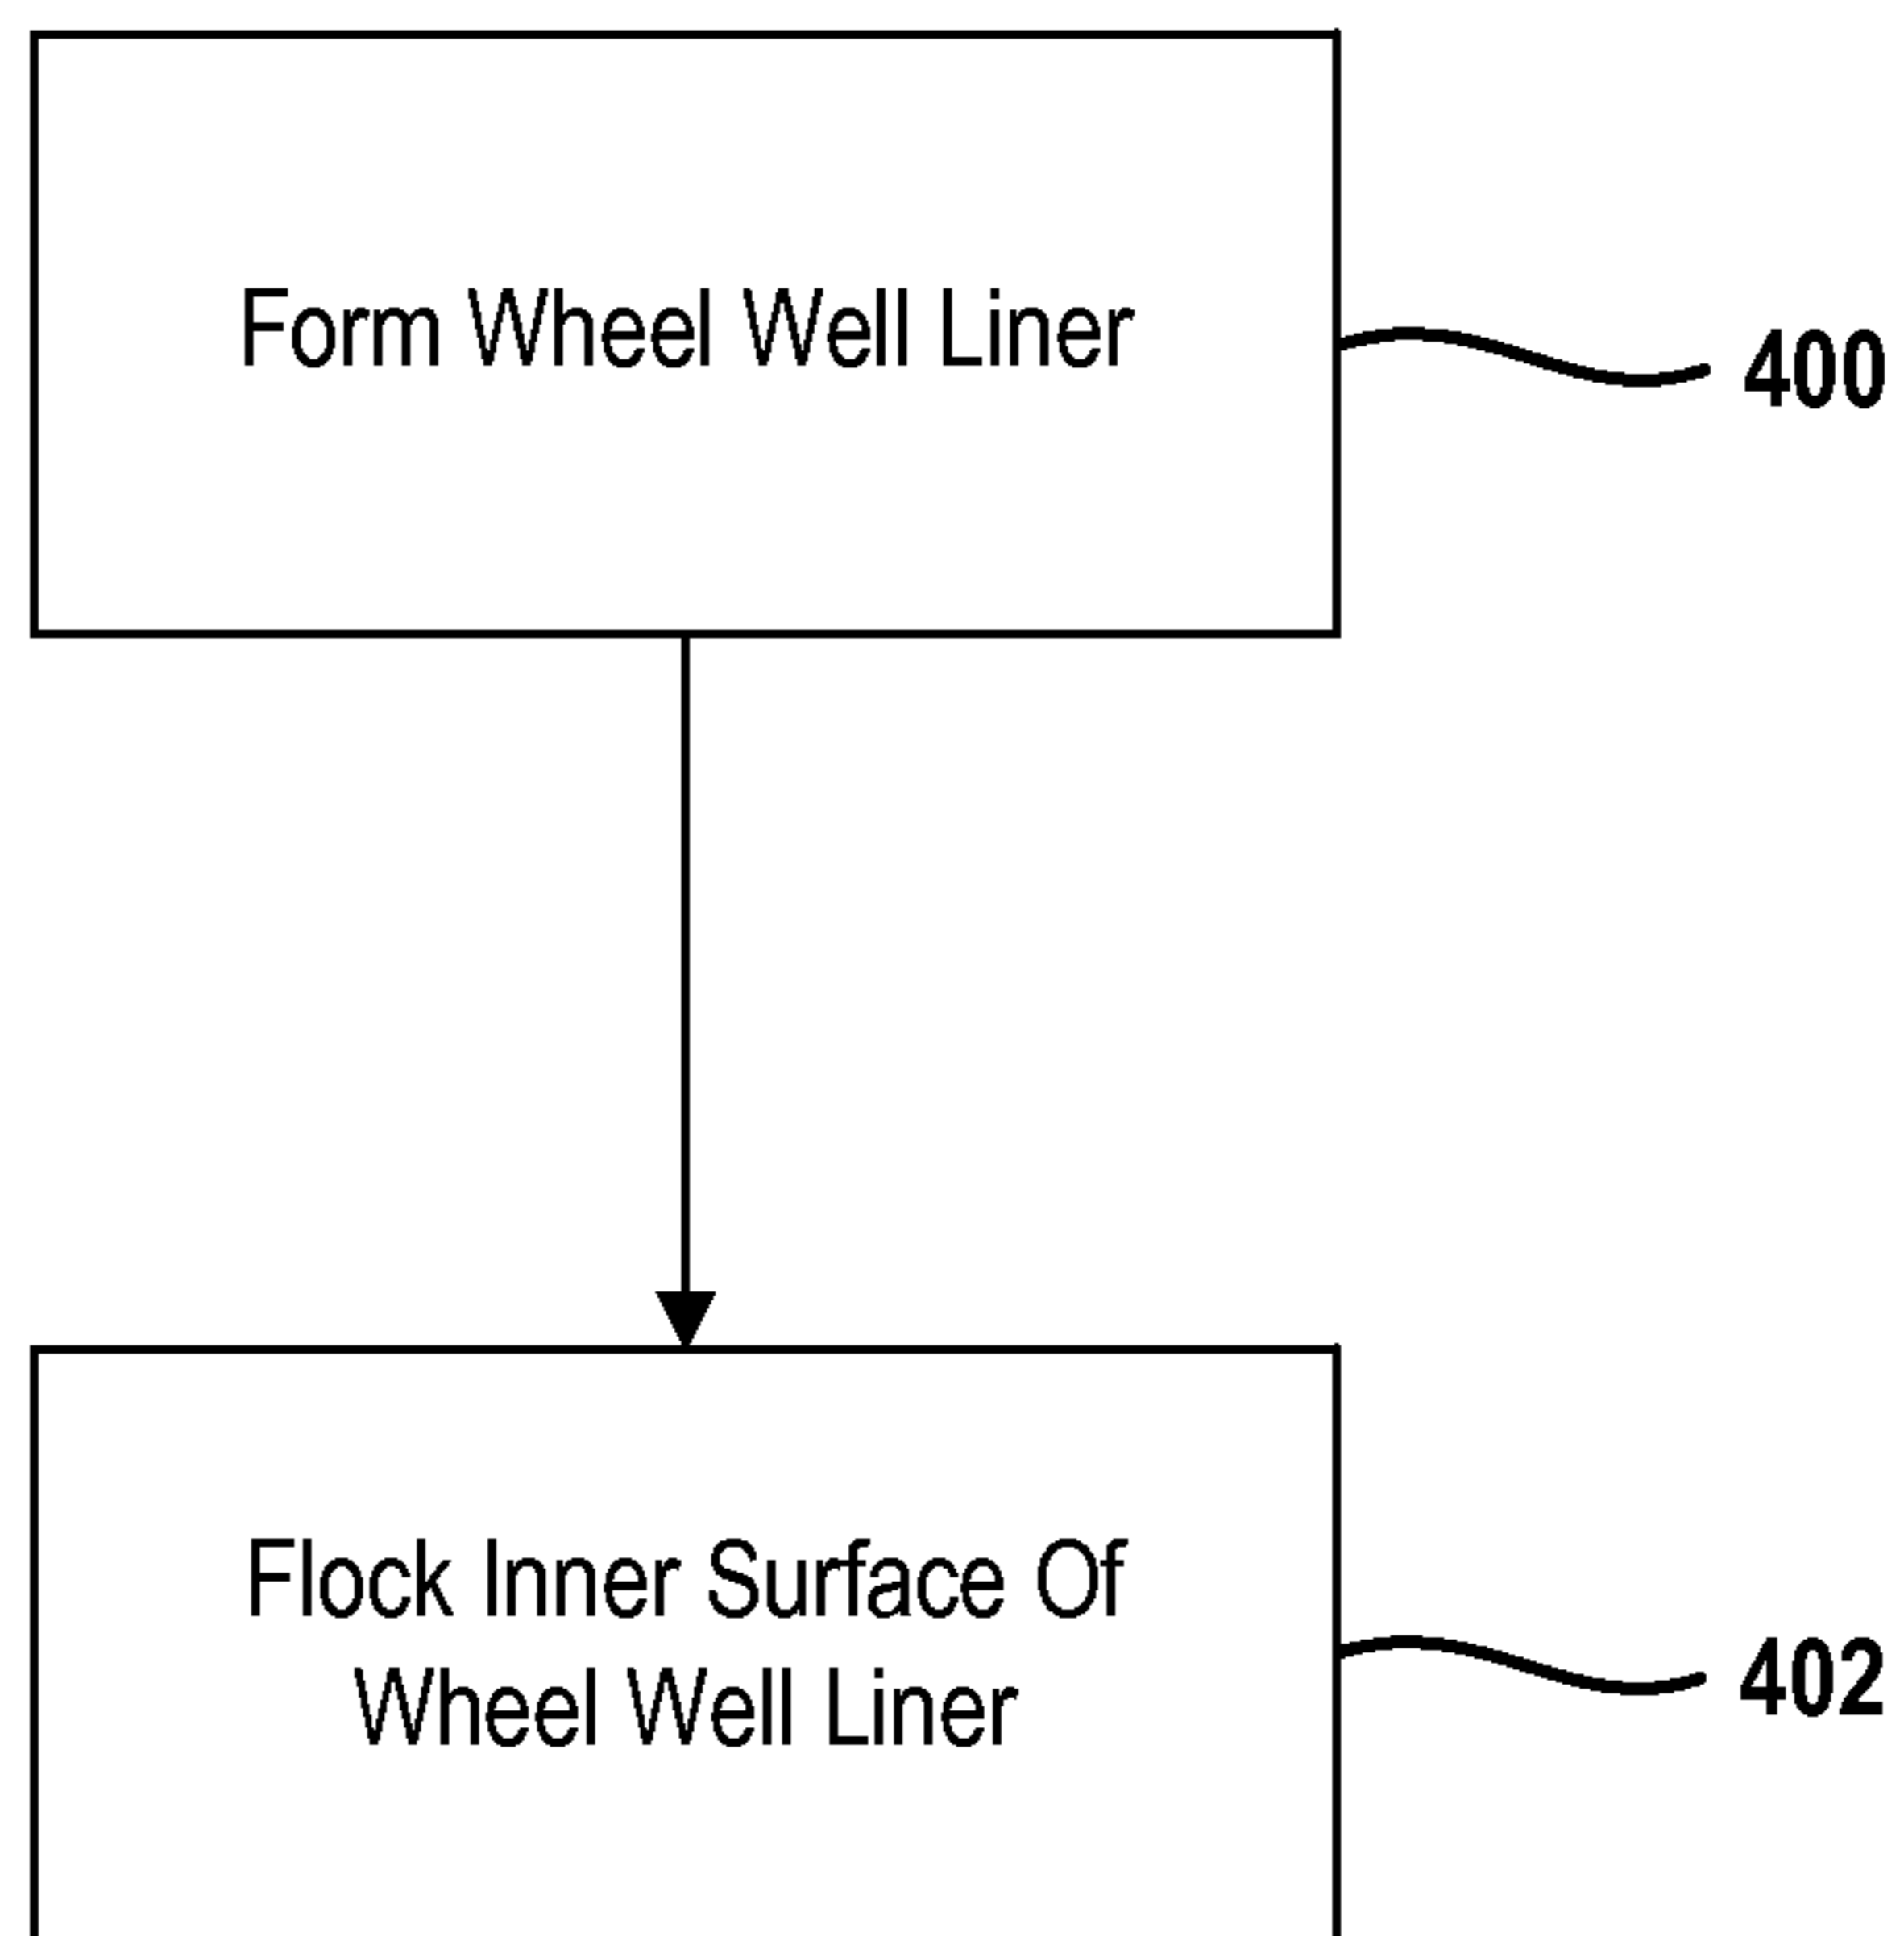 Form Wheel Well Liner
400
Flock Inner Surface Of
Wheel Well Liner
402